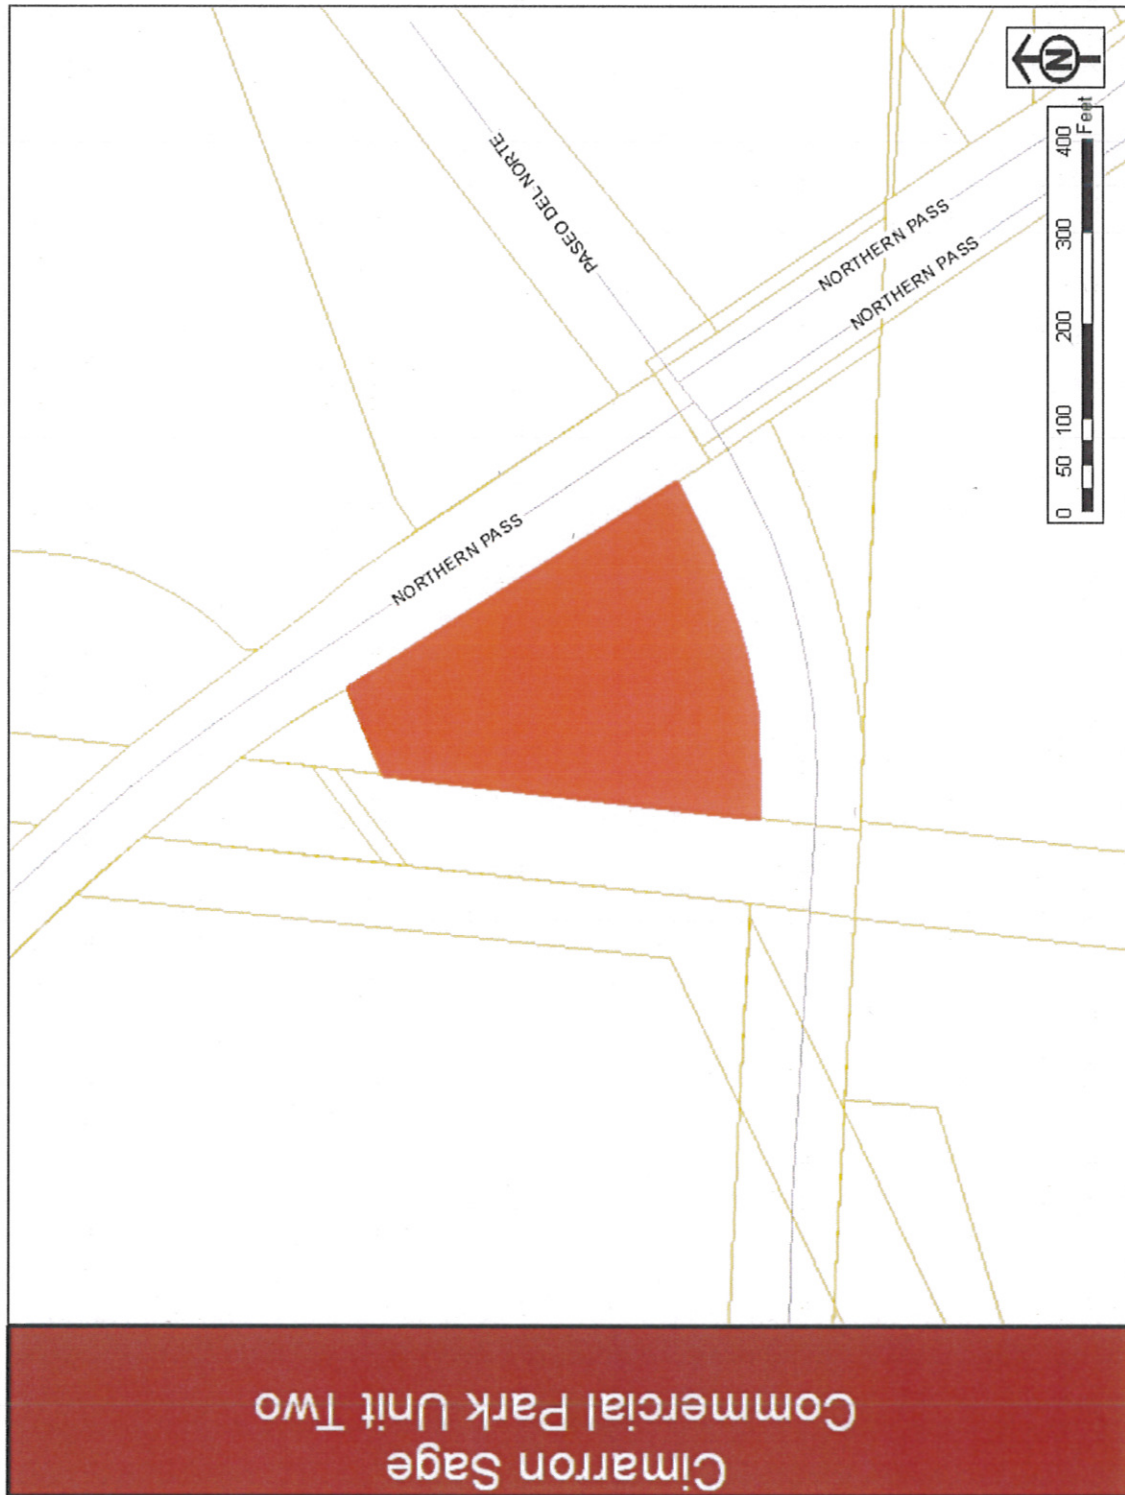 Cimarron Sage
Commercial Park Unit Two
PASEO DEL NORTE
NORTHERN PASS
NORTHERN PASS
NORTHERN PASS
N
0 50 100 200 300 400
Feet